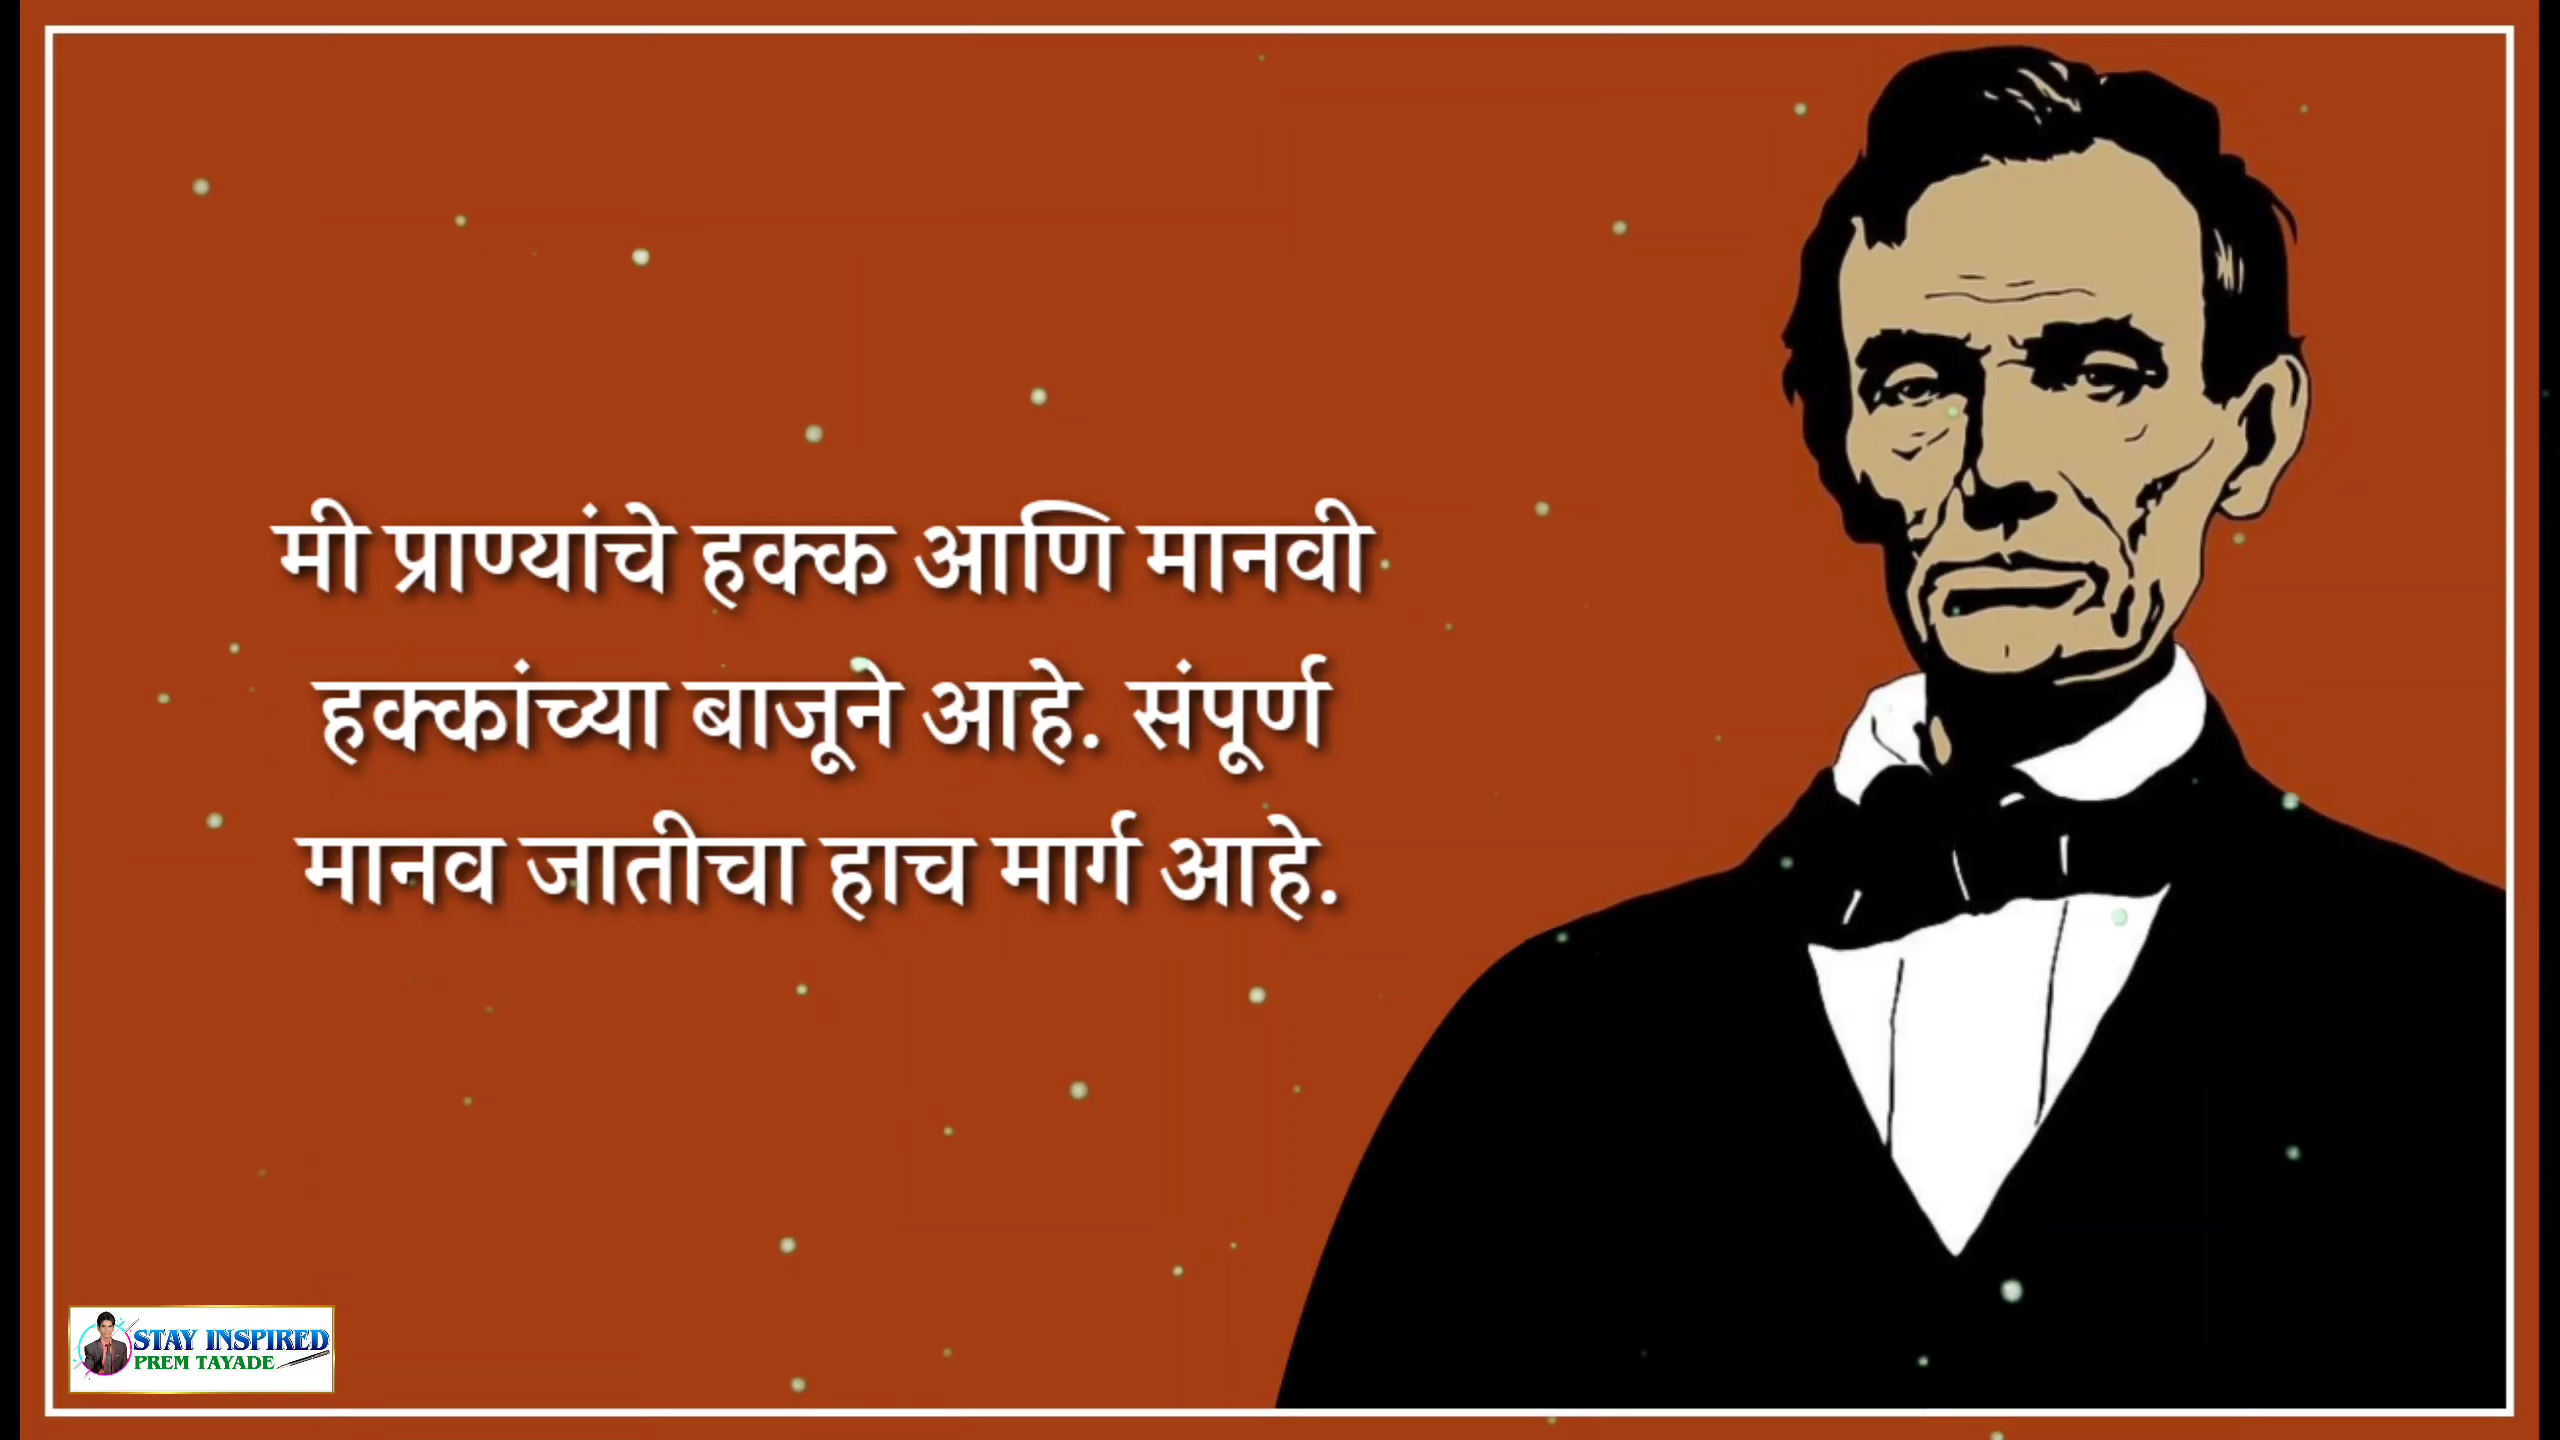 मी प्राण्यांचे हक्क आणि मानवी
हक्कांच्या बाजूने आहे. संपूर्ण
मानव जातीचा हाच मार्ग आहे.
STAY INSPIRED
PREM TAYADE